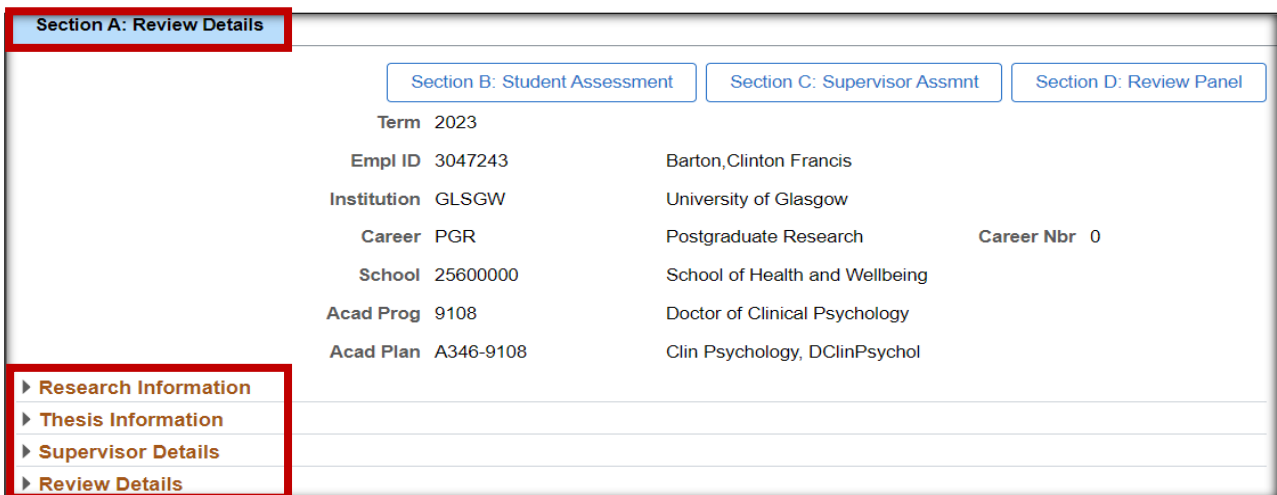 Section A: Review Details
Section B: Student Assessment Section C: Supervisor Assmnt Section D: Review Panel
Term 2023
Empl ID 3047243 Barton,Clinton Francis
Institution GLSGW University of Glasgow
Career PGR Postgraduate Research Career Nbr 0
School 25600000 School of Health and Wellbeing
Acad Prog 9108 Doctor of Clinical Psychology
Acad Plan A346-9108 Clin Psychology, DClinPsychol
Research Information
Thesis Information
Supervisor Details
Review Details